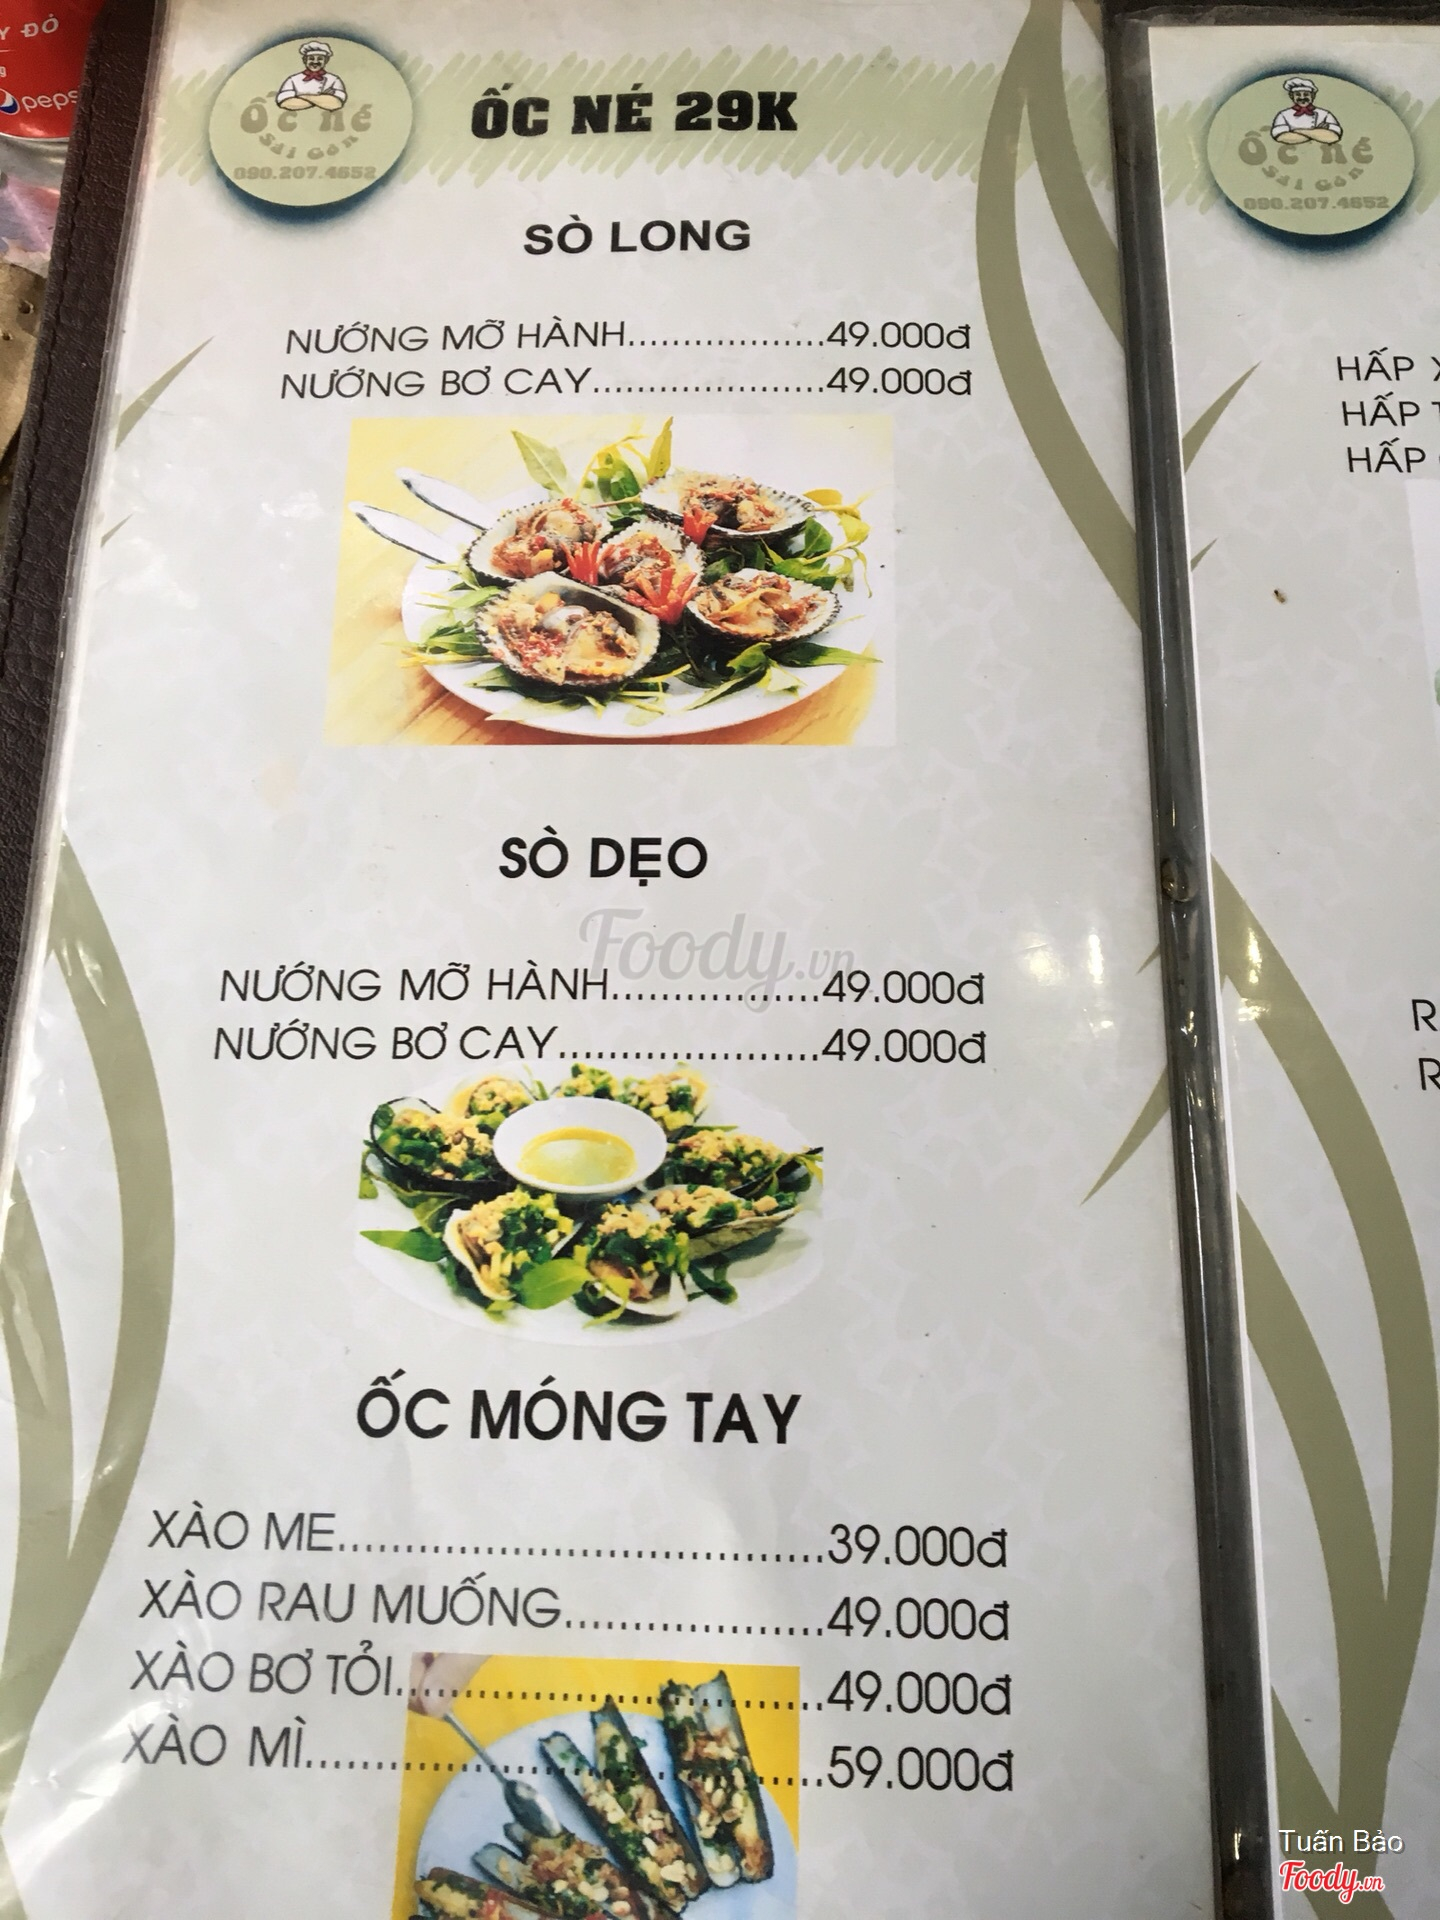 Y ĐỎ
pepsi
Ốc né
Sài Gòn
090.207.4652
ỐC NÉ 29K
SÒ LONG
NƯỚNG MỠ HÀNH..................49.000đ
NƯỚNG BƠ CAY.....................49.000đ
SÒ DẸO
NƯỚNG MỠ HÀNH..................49.000đ
NƯỚNG BƠ CAY.....................49.000đ
ỐC MÓNG TAY
XÀO ME....................................39.000đ
XÀO RAU MUỐNG...................49.000đ
XÀO BƠ TỎI................................49.000đ
XÀO MÌ......................................59.000đ
Foody.vn
Ốc né
Sài Gòn
090.207.4652
HẤP
HẤP
HẤP
R
R
Tuấn Bảo
Foody.vn